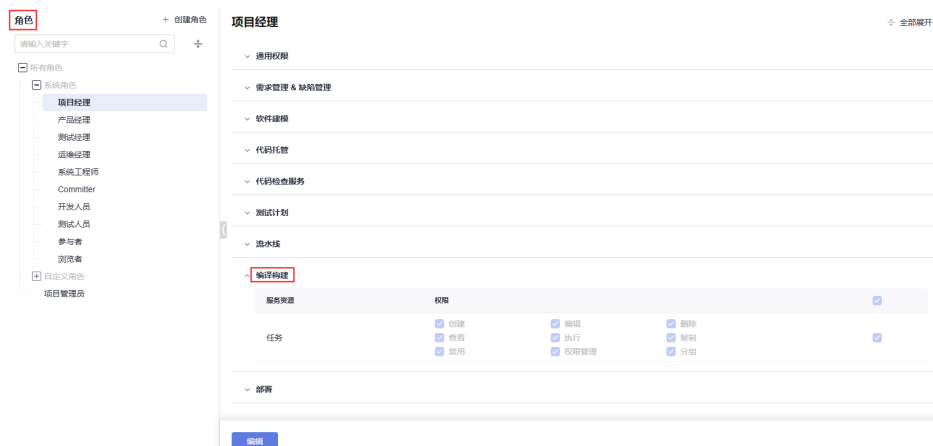 角色
+ 创建角色
请输入关键字
所有角色
系统角色
项目经理
产品经理
测试经理
运维经理
系统工程师
Committer
开发人员
测试人员
参与者
浏览者
自定义角色
项目管理员
项目经理
全部展开
通用权限
需求管理 & 缺陷管理
软件建模
代码托管
代码检查服务
测试计划
流水线
编译构建
服务资源 权限
任务
创建 编辑 删除
查看 执行 复制
禁用 权限管理 分组
部署
编辑